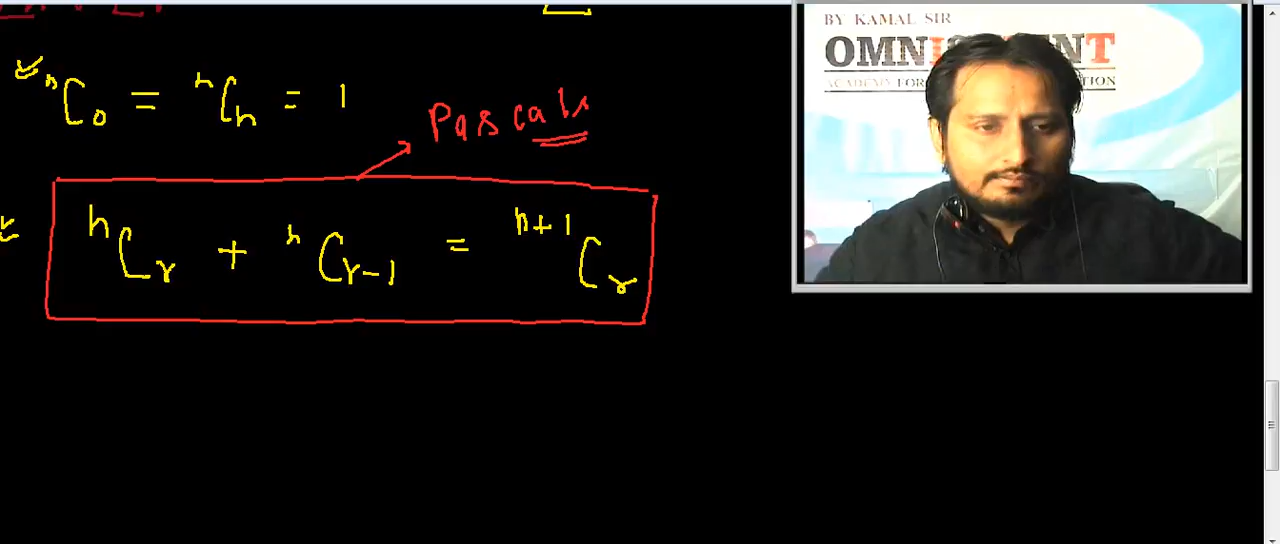 BY KAMAL SIR
ⁿC₀ = ⁿCₙ = 1
Pascals
ⁿCᵣ + ⁿCᵣ₋₁ = ⁿ⁺¹Cᵣ